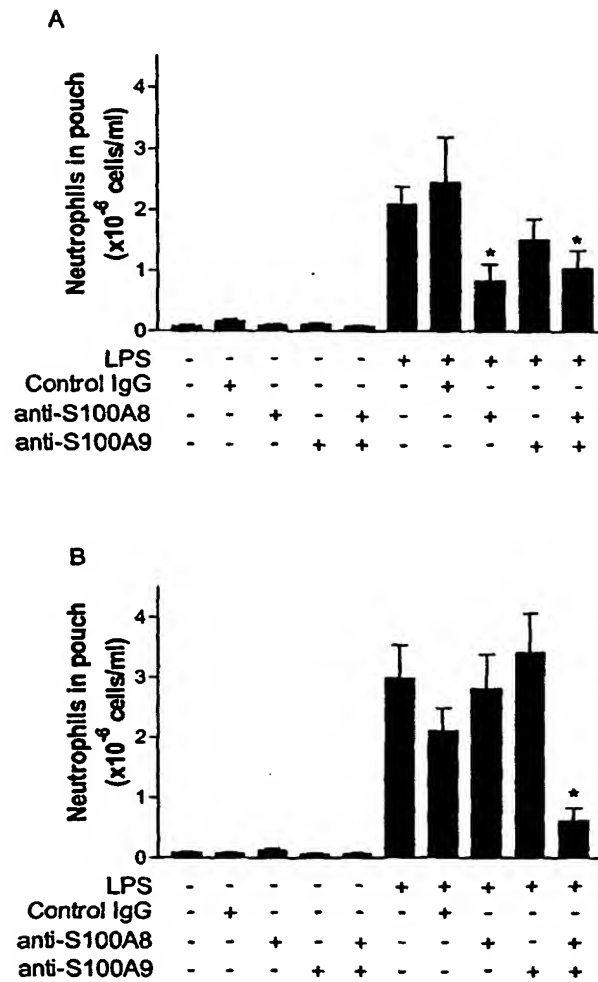 A
Neutrophils in pouch
(x10⁻⁶ cells/ml)
4
3
2
1
0
* *
LPS - - - - - + + + + +
Control IgG - + - - - - + - - -
anti-S100A8 - - + - + - - + - +
anti-S100A9 - - - + + - - - + +
B
Neutrophils in pouch
(x10⁻⁶ cells/ml)
4
3
2
1
0
*
LPS - - - - - + + + + +
Control IgG - + - - - - + - - -
anti-S100A8 - - + - + - - + - +
anti-S100A9 - - - + + - - - + +